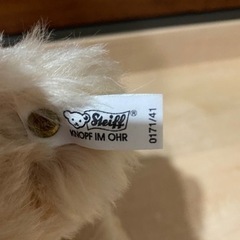 Steiff
KNOPF IM OHR
0171/41